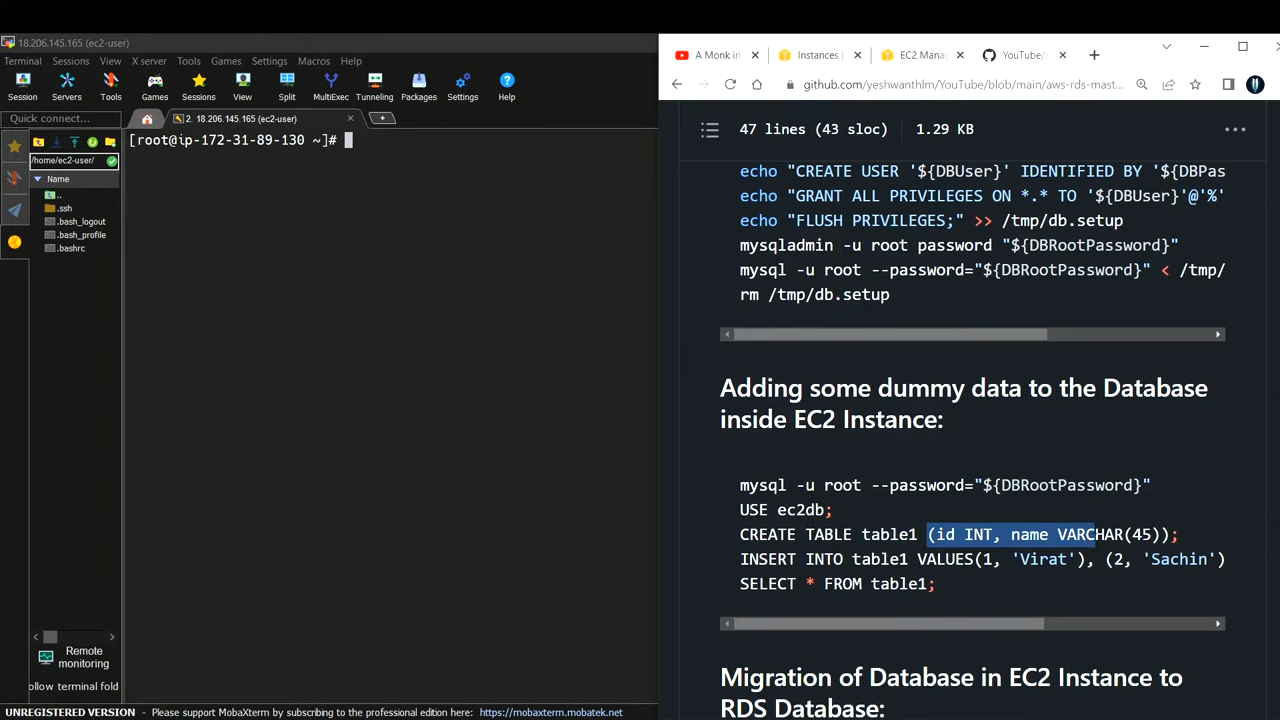 18.206.145.165 (ec2-user)
Terminal Sessions View X server Tools Games Settings Macros Help
Session Servers Tools Games Sessions View Split MultiExec Tunneling Packages Settings Help
Quick connect...
2. 18.206.145.165 (ec2-user)
/home/ec2-user/
Name
..
.ssh
.bash_logout
.bash_profile
.bashrc
[root@ip-172-31-89-130 ~]#
Remote
monitoring
ollow terminal fold
UNREGISTERED VERSION - Please support MobaXterm by subscribing to the professional edition here: https://mobaxterm.mobatek.net
A Monk in
Instances
EC2 Mana
YouTube/
github.com/yeshwanthlm/YouTube/blob/main/aws-rds-mast...
47 lines (43 sloc) 1.29 KB
echo "CREATE USER '${DBUser}' IDENTIFIED BY '${DBPas
echo "GRANT ALL PRIVILEGES ON *.* TO '${DBUser}'@'%'
echo "FLUSH PRIVILEGES;" >> /tmp/db.setup
mysqladmin -u root password "${DBRootPassword}"
mysql -u root --password="${DBRootPassword}" < /tmp/
rm /tmp/db.setup
Adding some dummy data to the Database
inside EC2 Instance:
mysql -u root --password="${DBRootPassword}"
USE ec2db;
CREATE TABLE table1 (id INT, name VARCHAR(45));
INSERT INTO table1 VALUES(1, 'Virat'), (2, 'Sachin')
SELECT * FROM table1;
Migration of Database in EC2 Instance to
RDS Database: